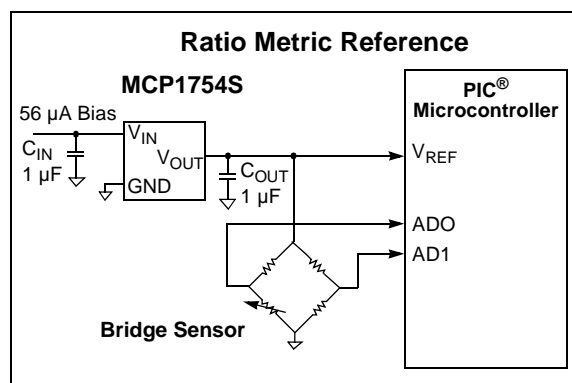 Ratio Metric Reference
MCP1754S
PIC®
Microcontroller
56 µA Bias
VIN
CIN
1 µF
VOUT
GND
COUT
1 µF
VREF
ADO
AD1
Bridge Sensor